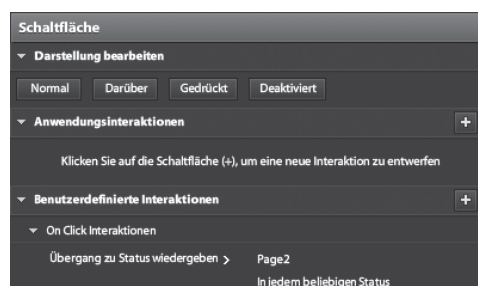 Schaltfläche
Darstellung bearbeiten
Normal Darüber Gedrückt Deaktiviert
Anwendungsinteraktionen +
Klicken Sie auf die Schaltfläche (+), um eine neue Interaktion zu entwerfen
Benutzerdefinierte Interaktionen +
On Click Interaktionen
Übergang zu Status wiedergeben > Page2
In jedem beliebigen Status